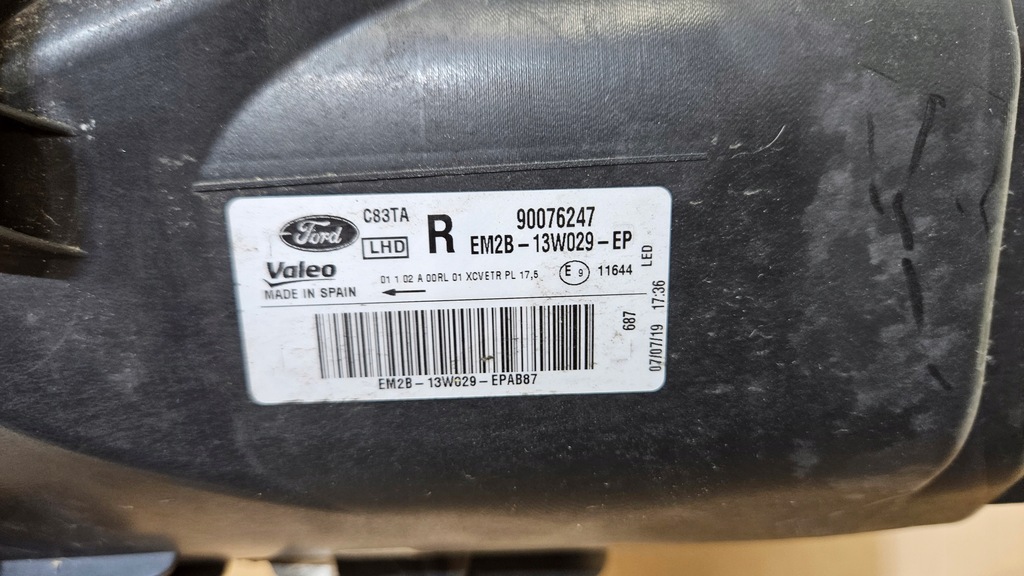 Ford
C83TA
LHD
R
90076247
EM2B-13W029-EP
Valeo
MADE IN SPAIN
01 1 02 A 00RL 01 XCVETR PL 17,5
E 9
11644
LED
EM2B-13W029-EPAB87
687
07/07/19 17:36